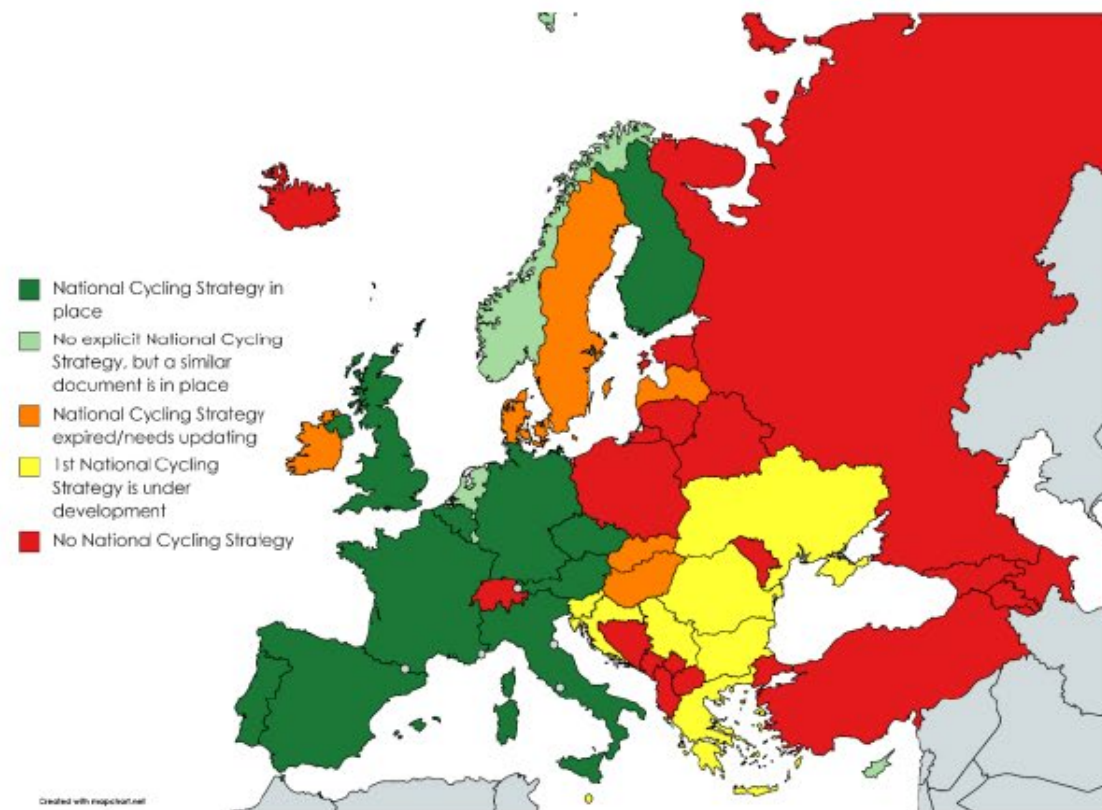 National Cycling Strategy in
place
No explicit National Cycling
Strategy, but a similar
document is in place
National Cycling Strategy
expired/needs updating
1st National Cycling
Strategy is under
development
No National Cycling Strategy
Created with mapchart.net